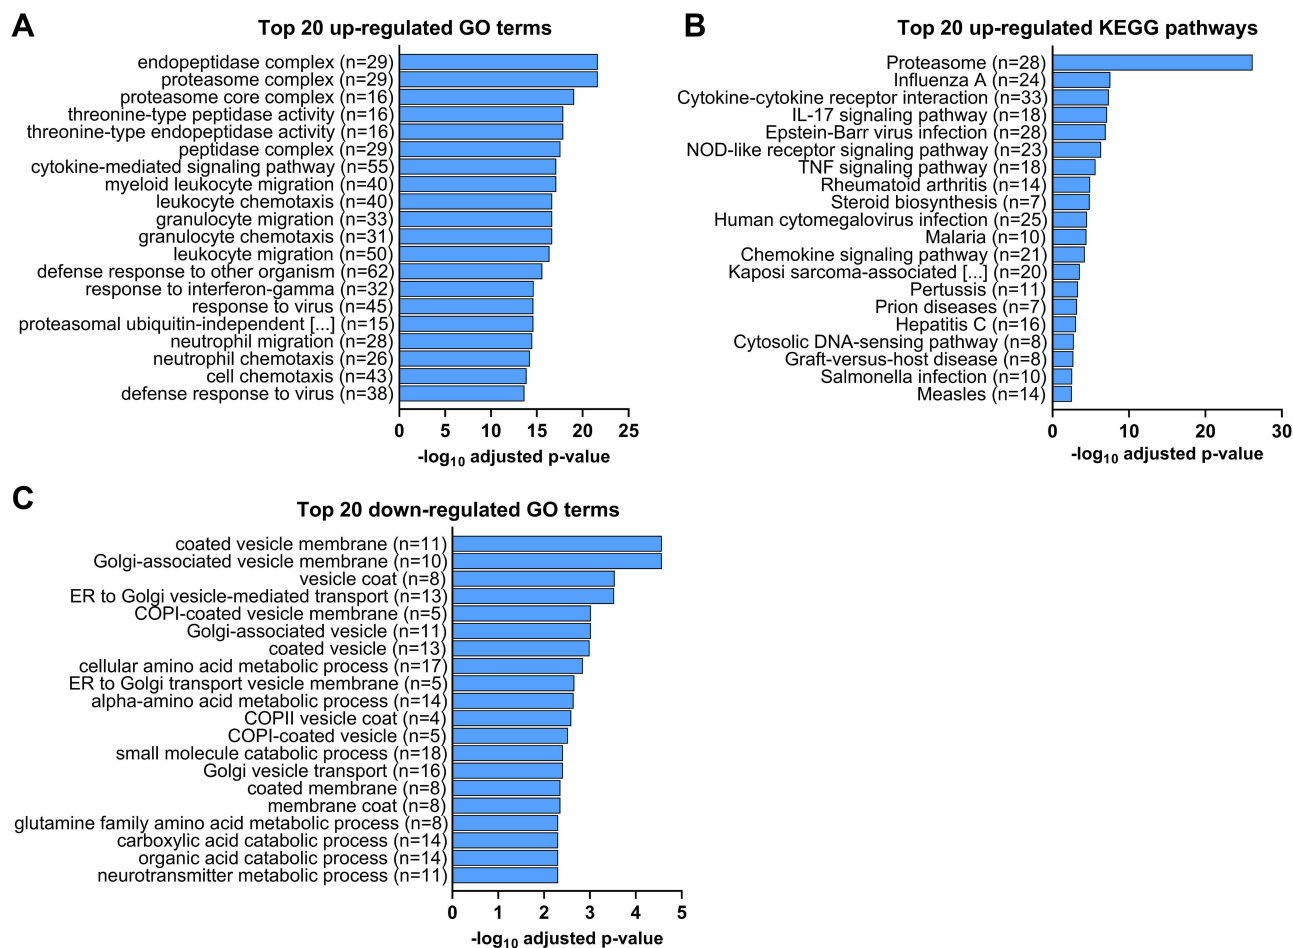 A
Top 20 up-regulated GO terms
endopeptidase complex (n=29)
proteasome complex (n=29)
proteasome core complex (n=16)
threonine-type peptidase activity (n=16)
threonine-type endopeptidase activity (n=16)
peptidase complex (n=29)
cytokine-mediated signaling pathway (n=55)
myeloid leukocyte migration (n=40)
leukocyte chemotaxis (n=40)
granulocyte migration (n=33)
granulocyte chemotaxis (n=31)
leukocyte migration (n=50)
defense response to other organism (n=62)
response to interferon-gamma (n=32)
response to virus (n=45)
proteasomal ubiquitin-independent [...] (n=15)
neutrophil migration (n=28)
neutrophil chemotaxis (n=26)
cell chemotaxis (n=43)
defense response to virus (n=38)
0 5 10 15 20 25
-log10 adjusted p-value
B
Top 20 up-regulated KEGG pathways
Proteasome (n=28)
Influenza A (n=24)
Cytokine-cytokine receptor interaction (n=33)
IL-17 signaling pathway (n=18)
Epstein-Barr virus infection (n=28)
NOD-like receptor signaling pathway (n=23)
TNF signaling pathway (n=18)
Rheumatoid arthritis (n=14)
Steroid biosynthesis (n=7)
Human cytomegalovirus infection (n=25)
Malaria (n=10)
Chemokine signaling pathway (n=21)
Kaposi sarcoma-associated [...] (n=20)
Pertussis (n=11)
Prion diseases (n=7)
Hepatitis C (n=16)
Cytosolic DNA-sensing pathway (n=8)
Graft-versus-host disease (n=8)
Salmonella infection (n=10)
Measles (n=14)
0 10 20 30
-log10 adjusted p-value
C
Top 20 down-regulated GO terms
coated vesicle membrane (n=11)
Golgi-associated vesicle membrane (n=10)
vesicle coat (n=8)
ER to Golgi vesicle-mediated transport (n=13)
COPI-coated vesicle membrane (n=5)
Golgi-associated vesicle (n=11)
coated vesicle (n=13)
cellular amino acid metabolic process (n=17)
ER to Golgi transport vesicle membrane (n=5)
alpha-amino acid metabolic process (n=14)
COPII vesicle coat (n=4)
COPI-coated vesicle (n=5)
small molecule catabolic process (n=18)
Golgi vesicle transport (n=16)
coated membrane (n=8)
membrane coat (n=8)
glutamine family amino acid metabolic process (n=8)
carboxylic acid catabolic process (n=14)
organic acid catabolic process (n=14)
neurotransmitter metabolic process (n=11)
0 1 2 3 4 5
-log10 adjusted p-value